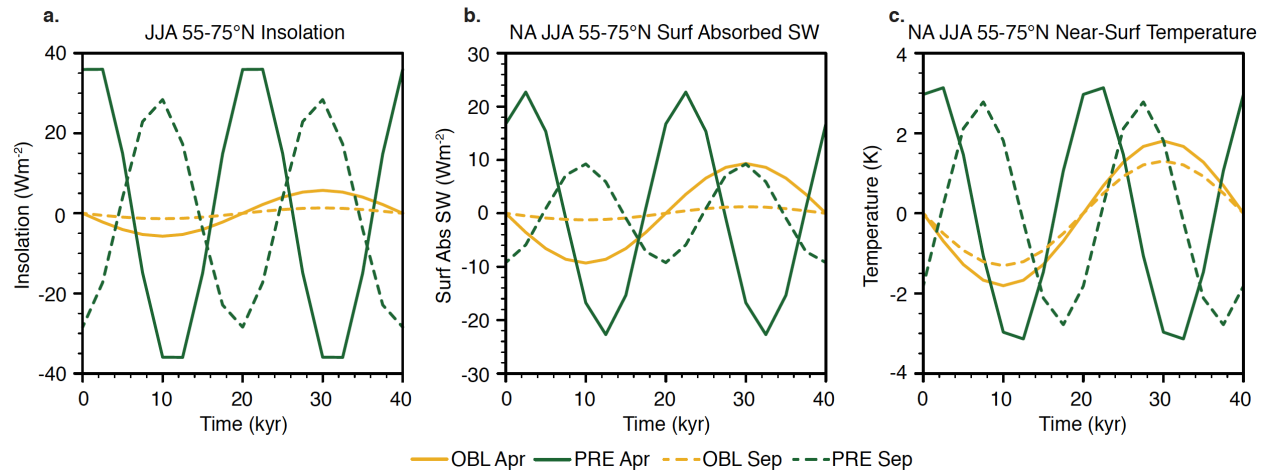 a.
JJA 55-75°N Insolation
40
20
0
-20
-40
Insolation (Wm-2)
0 10 20 30 40
Time (kyr)
b.
NA JJA 55-75°N Surf Absorbed SW
30
20
10
0
-10
-20
-30
Surf Abs SW (Wm-2)
0 10 20 30 40
Time (kyr)
c.
NA JJA 55-75°N Near-Surf Temperature
4
2
0
-2
-4
Temperature (K)
0 10 20 30 40
Time (kyr)
OBL Apr PRE Apr OBL Sep PRE Sep